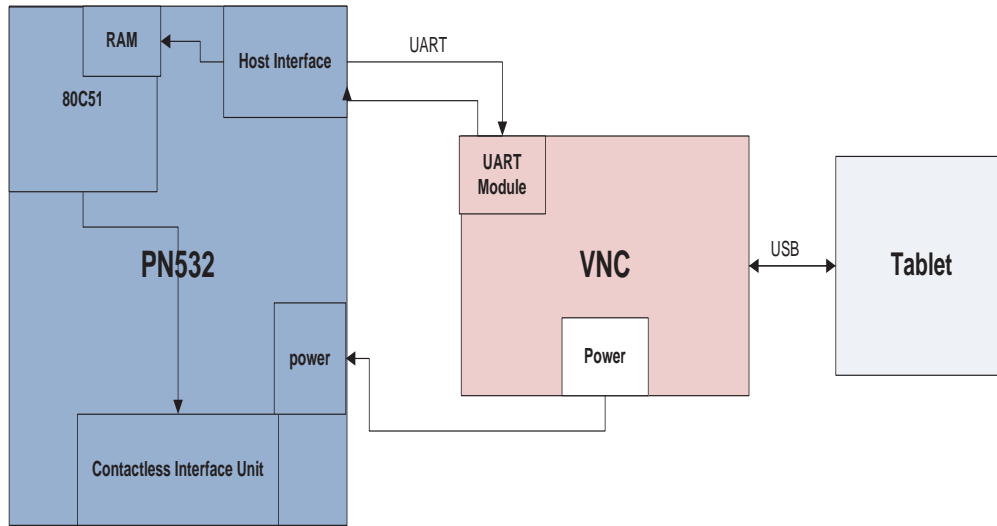 RAM
Host Interface
UART
80C51
UART
Module
PN532
VNC
USB
Tablet
power
Power
Contactless Interface Unit